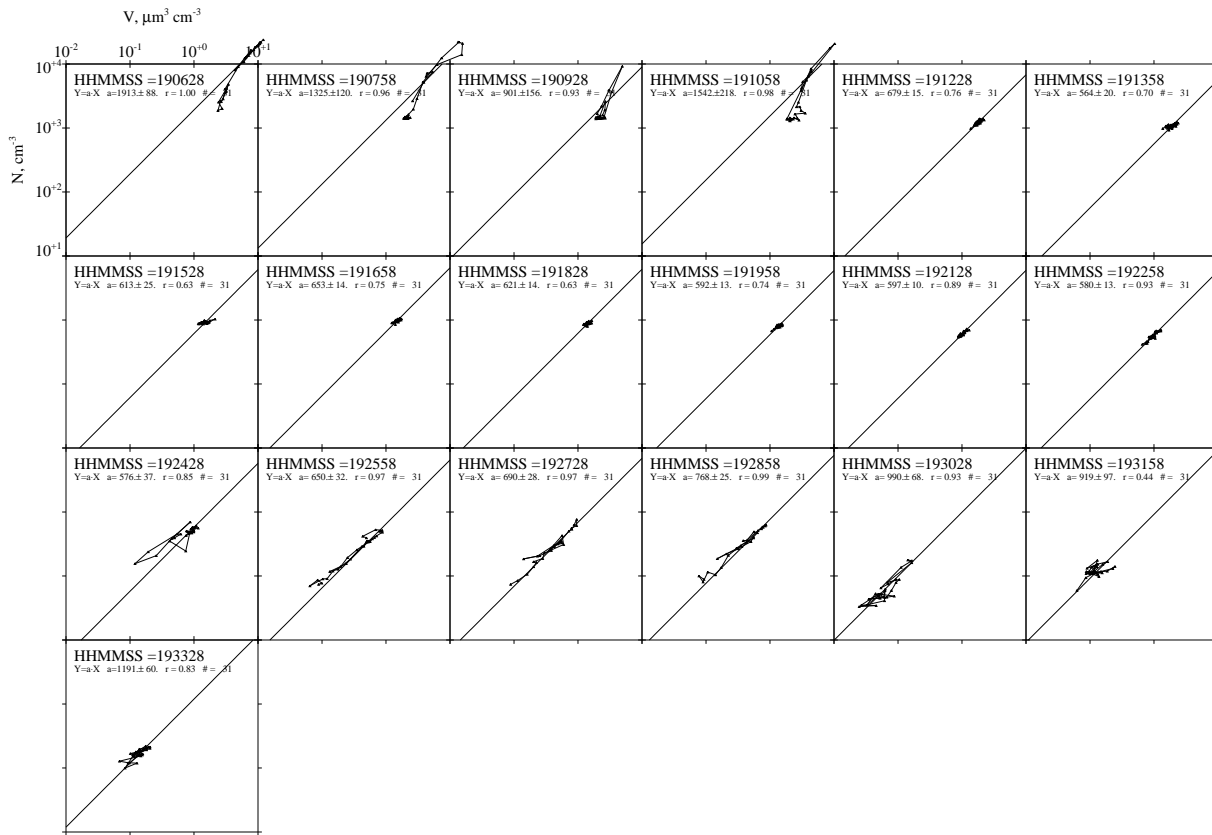 V, μm³ cm⁻³
10⁻² 10⁻¹ 10⁺⁰ 10⁺¹
N, cm⁻³
10⁺⁴
10⁺³
10⁺²
10⁺¹
HHMMSS =190628
Y=a·X a=1913.± 88. r = 1.00 # = 31
HHMMSS =190758
Y=a·X a=1325.±120. r = 0.96 # = 31
HHMMSS =190928
Y=a·X a= 901.±156. r = 0.93 # = 31
HHMMSS =191058
Y=a·X a=1542.±218. r = 0.98 # = 31
HHMMSS =191228
Y=a·X a= 679.± 15. r = 0.76 # = 31
HHMMSS =191358
Y=a·X a= 564.± 20. r = 0.70 # = 31
HHMMSS =191528
Y=a·X a= 613.± 25. r = 0.63 # = 31
HHMMSS =191658
Y=a·X a= 653.± 14. r = 0.75 # = 31
HHMMSS =191828
Y=a·X a= 621.± 14. r = 0.63 # = 31
HHMMSS =191958
Y=a·X a= 592.± 13. r = 0.74 # = 31
HHMMSS =192128
Y=a·X a= 597.± 10. r = 0.89 # = 31
HHMMSS =192258
Y=a·X a= 580.± 13. r = 0.93 # = 31
HHMMSS =192428
Y=a·X a= 576.± 37. r = 0.85 # = 31
HHMMSS =192558
Y=a·X a= 650.± 32. r = 0.97 # = 31
HHMMSS =192728
Y=a·X a= 690.± 28. r = 0.97 # = 31
HHMMSS =192858
Y=a·X a= 768.± 25. r = 0.99 # = 31
HHMMSS =193028
Y=a·X a= 990.± 68. r = 0.93 # = 31
HHMMSS =193158
Y=a·X a= 919.± 97. r = 0.44 # = 31
HHMMSS =193328
Y=a·X a=1191.± 60. r = 0.83 # = 31